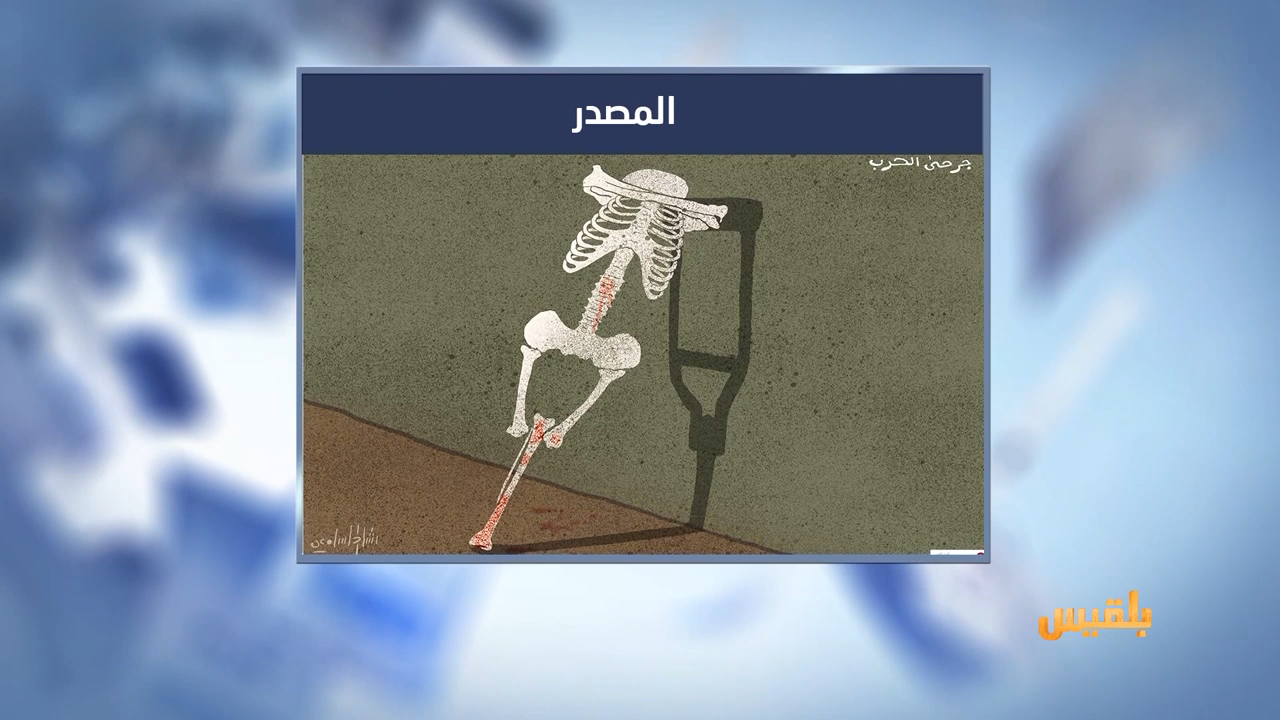 المصدر
جرحى الحرب
بلقيس